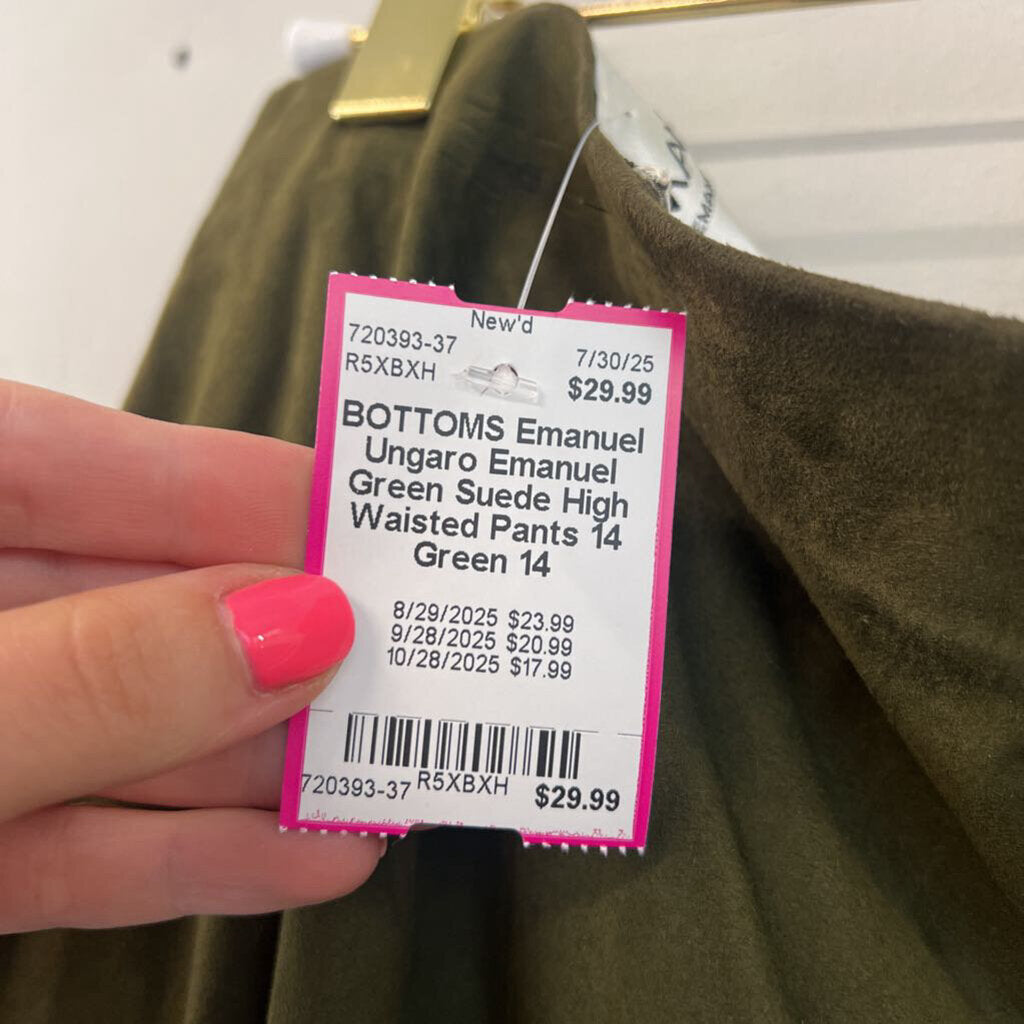 New'd
720393-37
7/30/25
R5XBXH
$29.99
BOTTOMS Emanuel
Ungaro Emanuel
Green Suede High
Waisted Pants 14
Green 14
8/29/2025 $23.99
9/28/2025 $20.99
10/28/2025 $17.99
720393-37 R5XBXH $29.99